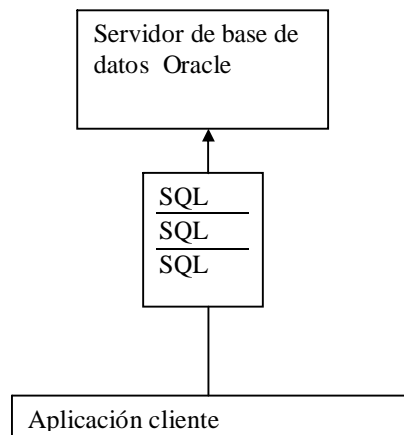 Servidor de base de
datos Oracle
SQL
SQL
SQL
Aplicación cliente